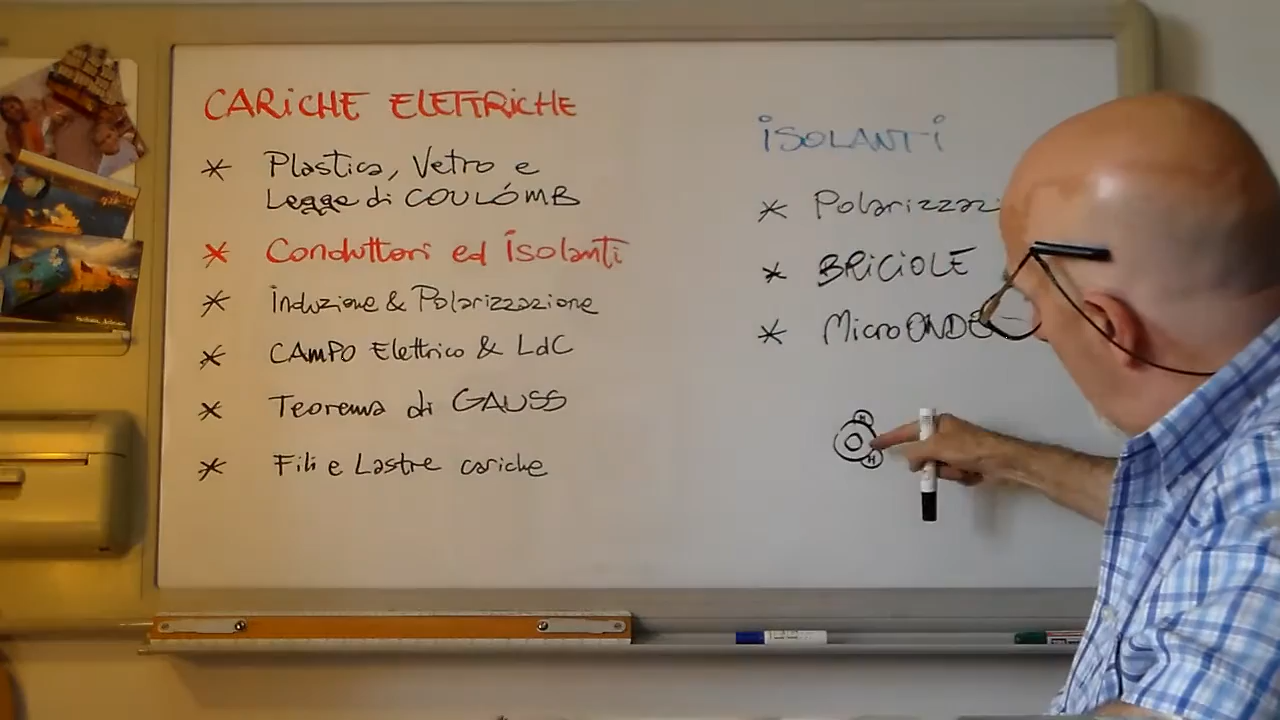 CARICHE ELETTRICHE
* Plastica, Vetro e
Legge di COULÓMB
* Conduttori ed isolanti
* Induzione & Polarizzazione
* CAMPO Elettrico & LdC
* Teorema di GAUSS
* Fili e Lastre cariche
ISOLANTI
* Polarizzazi
* BRICIOLE
* MicroONDE
H
O
H